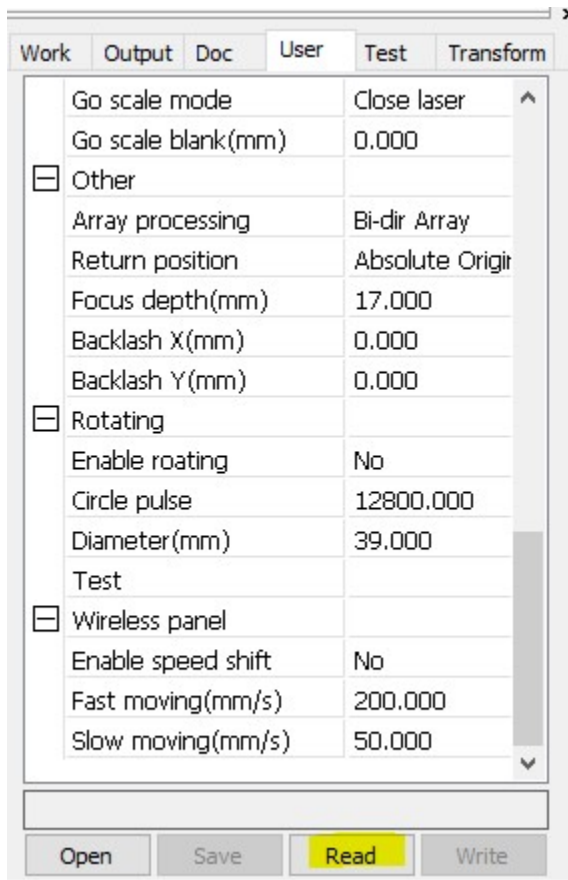 Work Output Doc User Test Transform
Go scale mode Close laser
Go scale blank(mm) 0.000
Other
Array processing Bi-dir Array
Return position Absolute Origin
Focus depth(mm) 17.000
Backlash X(mm) 0.000
Backlash Y(mm) 0.000
Rotating
Enable roating No
Circle pulse 12800.000
Diameter(mm) 39.000
Test
Wireless panel
Enable speed shift No
Fast moving(mm/s) 200.000
Slow moving(mm/s) 50.000
Open Save Read Write